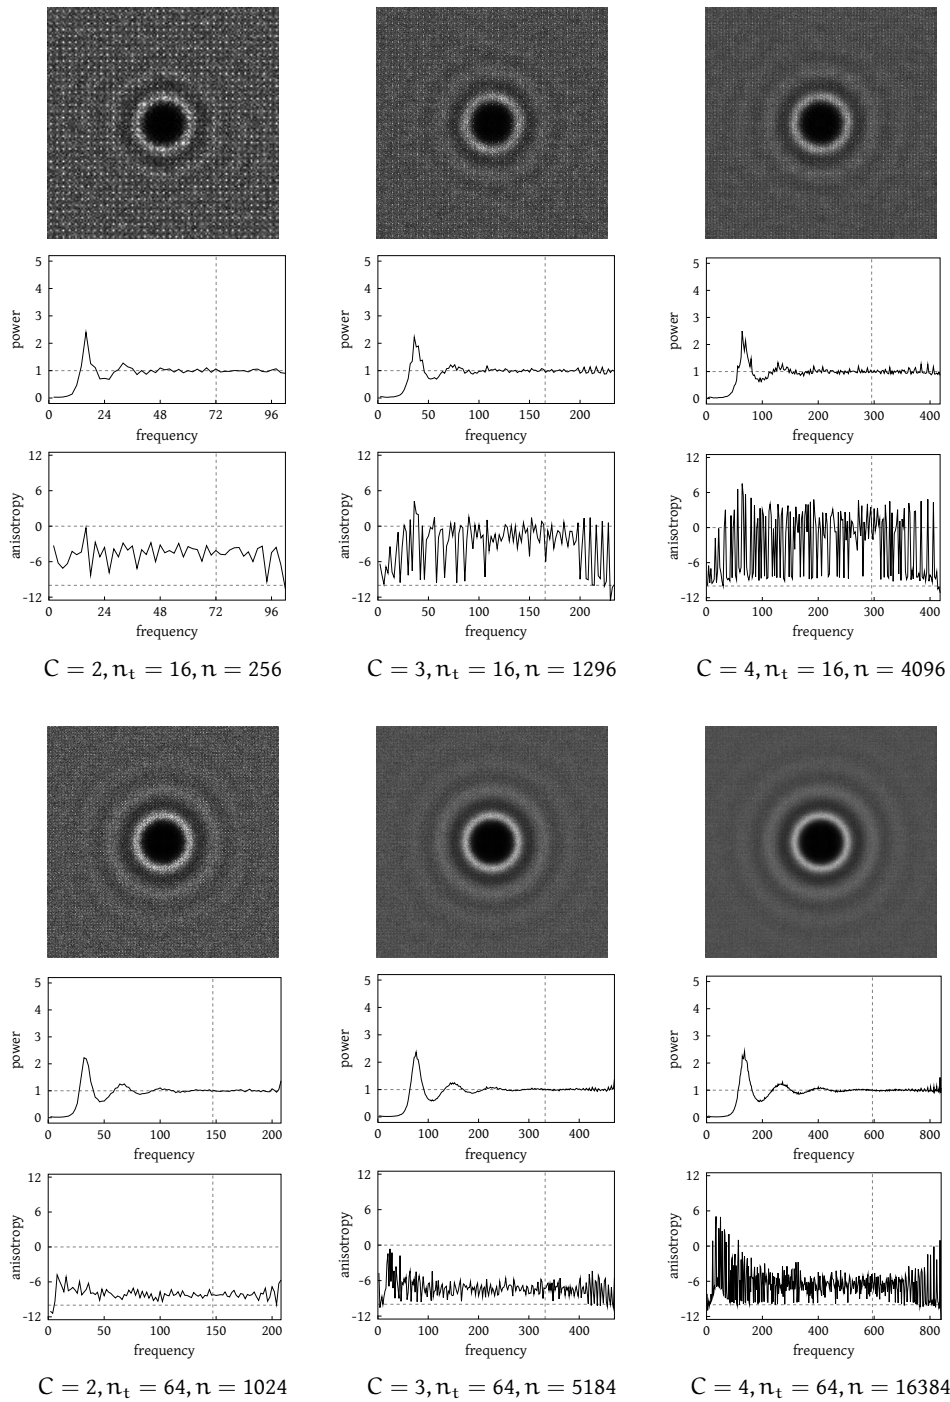 5
4
3
2
1
0
power
0 24 48 72 96
frequency
5
4
3
2
1
0
power
0 50 100 150 200
frequency
5
4
3
2
1
0
power
0 100 200 300 400
frequency
12
6
0
-6
-12
anisotropy
0 24 48 72 96
frequency
12
6
0
-6
-12
anisotropy
0 50 100 150 200
frequency
12
6
0
-6
-12
anisotropy
0 100 200 300 400
frequency
C = 2, nₜ = 16, n = 256
C = 3, nₜ = 16, n = 1296
C = 4, nₜ = 16, n = 4096
5
4
3
2
1
0
power
0 50 100 150 200
frequency
5
4
3
2
1
0
power
0 100 200 300 400
frequency
5
4
3
2
1
0
power
0 200 400 600 800
frequency
12
6
0
-6
-12
anisotropy
0 50 100 150 200
frequency
12
6
0
-6
-12
anisotropy
0 100 200 300 400
frequency
12
6
0
-6
-12
anisotropy
0 200 400 600 800
frequency
C = 2, nₜ = 64, n = 1024
C = 3, nₜ = 64, n = 5184
C = 4, nₜ = 64, n = 16384